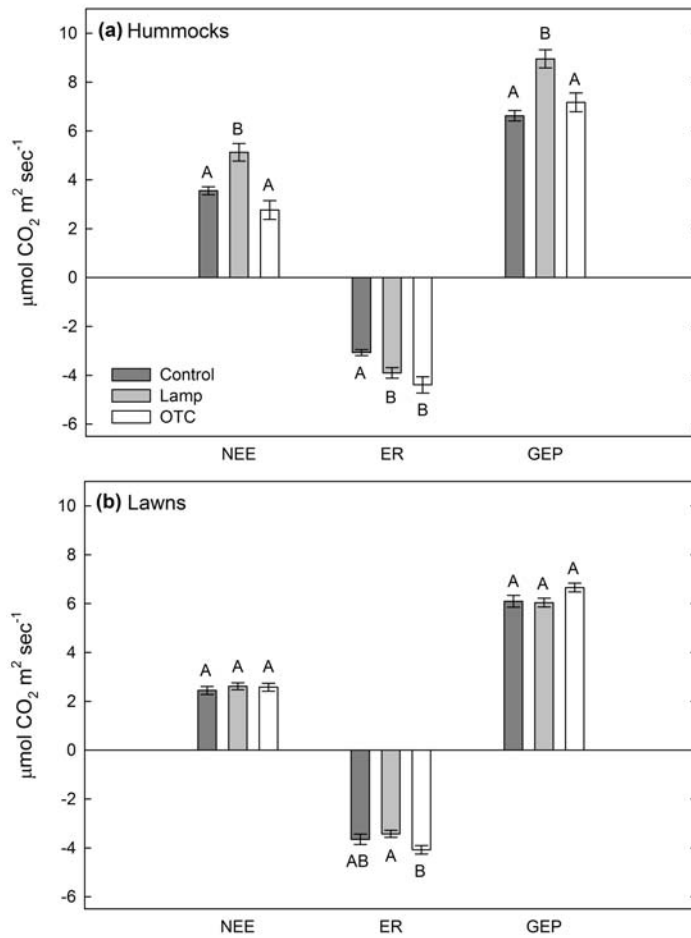 (a) Hummocks
10
8
6
4
2
0
-2
-4
-6
µmol CO₂ m² sec⁻¹
A B A
A B B
A B A
Control
Lamp
OTC
NEE ER GEP
(b) Lawns
10
8
6
4
2
0
-2
-4
-6
µmol CO₂ m² sec⁻¹
A A A
AB A B
A A A
NEE ER GEP